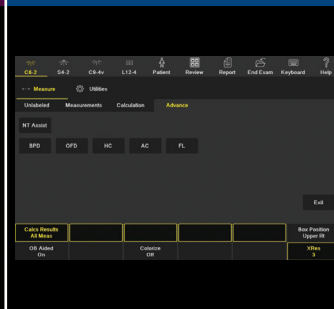 C6-2 S4-2 C9-4v L12-4 Patient Review Report End Exam Keyboard Help
Measure Utilities
Unlabeled Measurements Calculation Advance
NT Assist
BPD OFD HC AC FL
Exit
Calcs Results Box Position
All Meas Upper Rt
OB Aided Colorize XRes
On Off 3